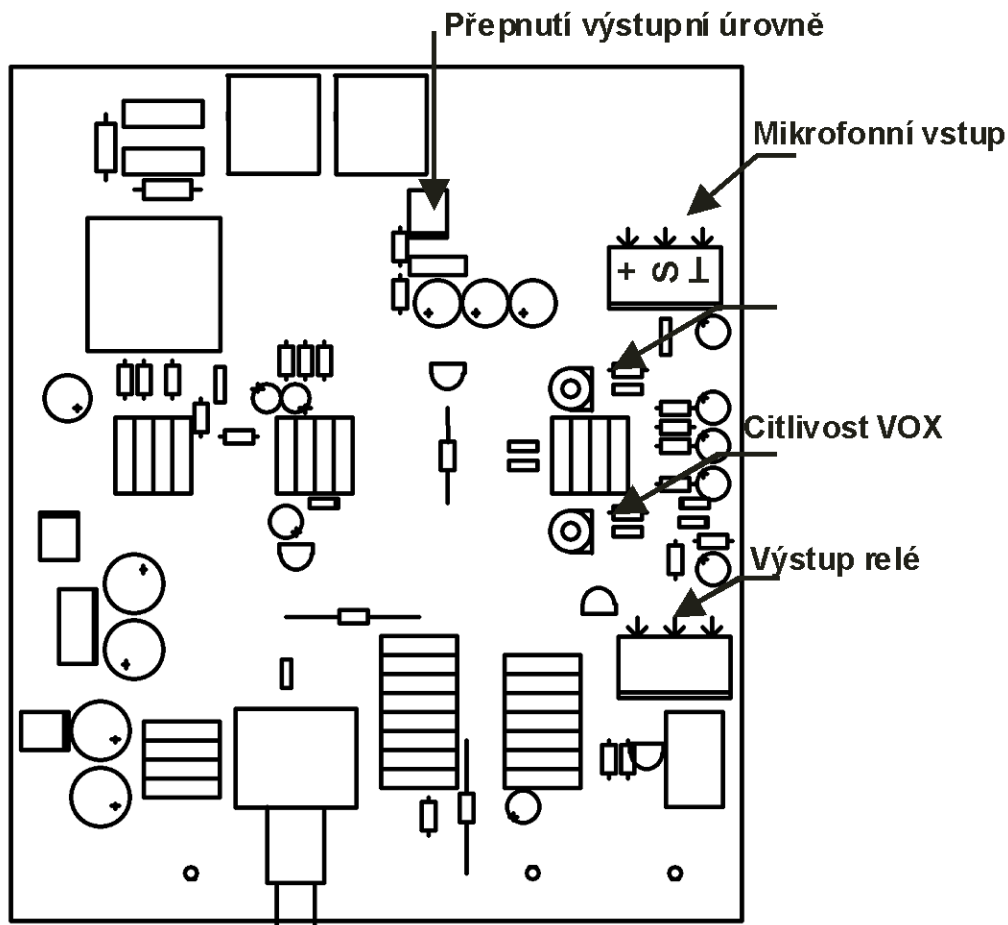 Přepnutí výstupní úrovně
Mikrofonní vstup
+ S ⊥
Citlivost VOX
Výstup relé